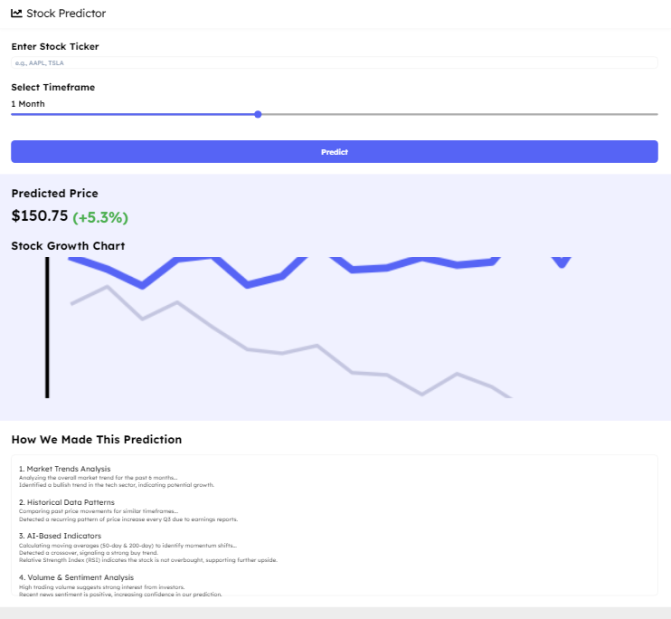 Stock Predictor
Enter Stock Ticker
e.g., AAPL, TSLA
Select Timeframe
1 Month
Predict
Predicted Price
$150.75 (+5.3%)
Stock Growth Chart
How We Made This Prediction
1. Market Trends Analysis
Analyzing the overall market trend for the past 6 months...
Identified a bullish trend in the tech sector, indicating potential growth.
2. Historical Data Patterns
Comparing past price movements for similar timeframes...
Detected a recurring pattern of price increase every Q3 due to earnings reports.
3. AI-Based Indicators
Calculating moving averages (50-day & 200-day) to identify momentum shifts...
Detected a crossover, signaling a strong buy trend.
Relative Strength Index (RSI) indicates the stock is not overbought, supporting further upside.
4. Volume & Sentiment Analysis
High trading volume suggests strong interest from investors.
Recent news sentiment is positive, increasing confidence in our prediction.